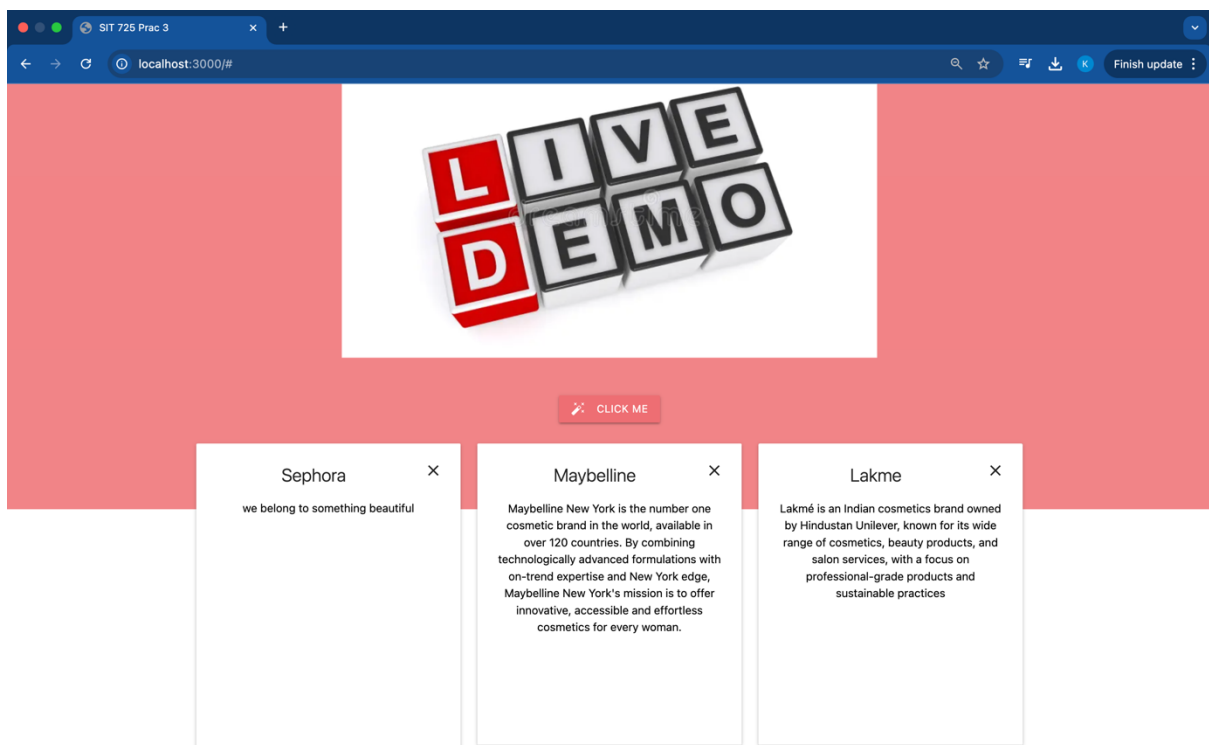 SIT 725 Prac 3
localhost:3000/#
K
Finish update
LIVE
DEMO
CLICK ME
Sephora
we belong to something beautiful
Maybelline
Maybelline New York is the number one
cosmetic brand in the world, available in
over 120 countries. By combining
technologically advanced formulations with
on-trend expertise and New York edge,
Maybelline New York's mission is to offer
innovative, accessible and effortless
cosmetics for every woman.
Lakme
Lakmé is an Indian cosmetics brand owned
by Hindustan Unilever, known for its wide
range of cosmetics, beauty products, and
salon services, with a focus on
professional-grade products and
sustainable practices